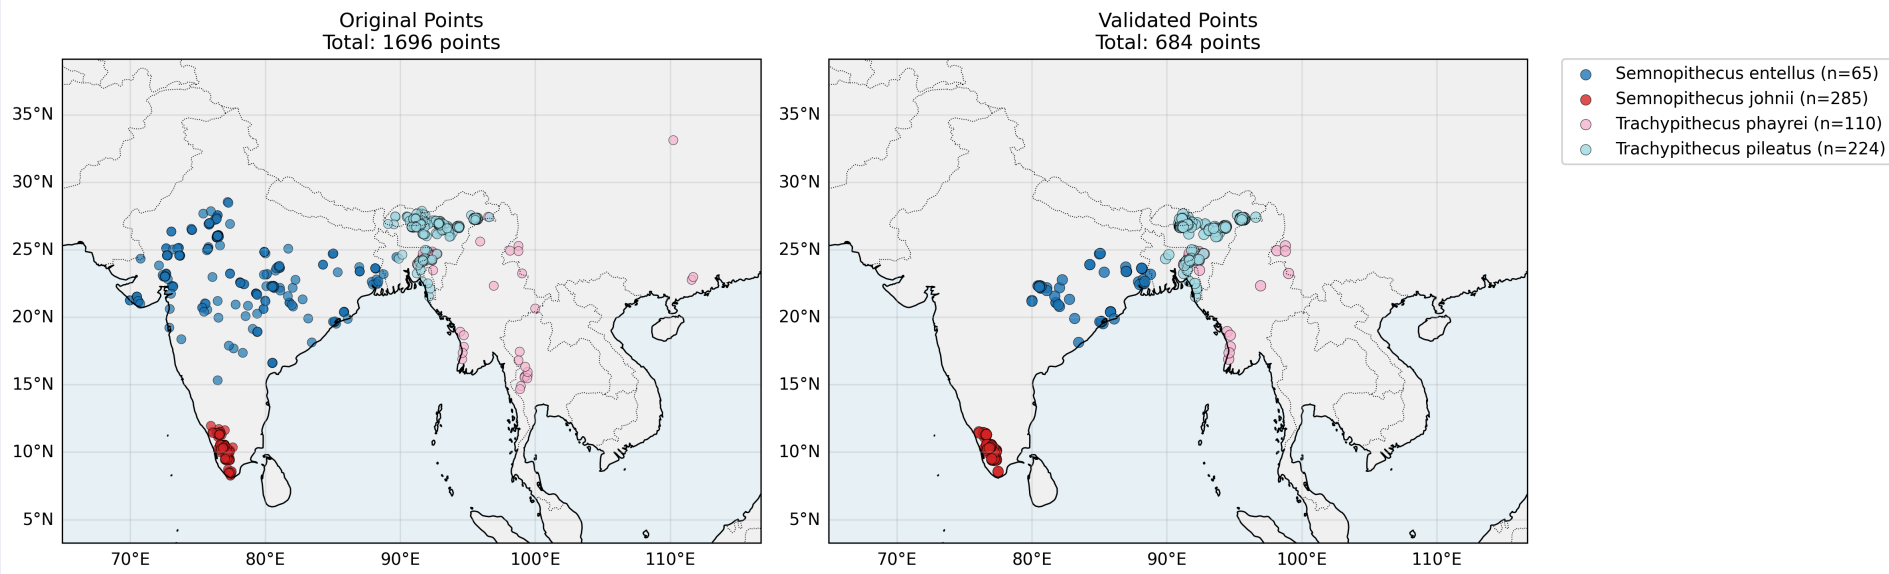 Original Points
Total: 1696 points
35°N
30°N
25°N
20°N
15°N
10°N
5°N
70°E
80°E
90°E
100°E
110°E
Validated Points
Total: 684 points
35°N
30°N
25°N
20°N
15°N
10°N
5°N
70°E
80°E
90°E
100°E
110°E
Semnopithecus entellus (n=65)
Semnopithecus johnii (n=285)
Trachypithecus phayrei (n=110)
Trachypithecus pileatus (n=224)